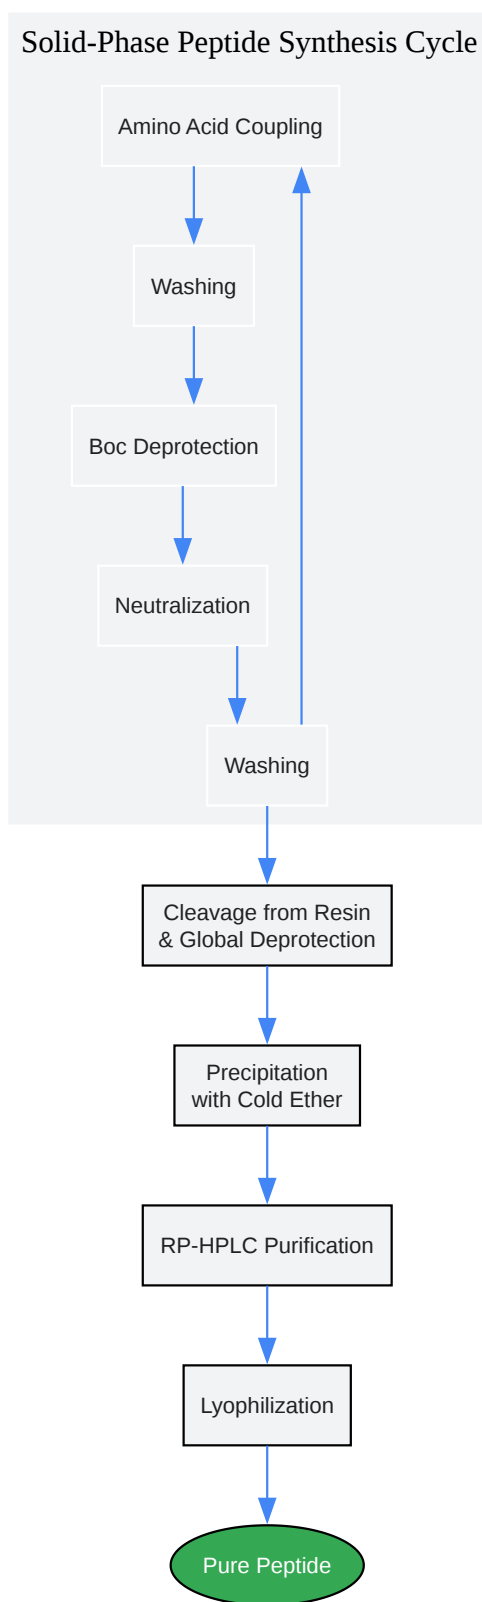 Solid-Phase Peptide Synthesis Cycle
Amino Acid Coupling
Washing
Boc Deprotection
Neutralization
Washing
Cleavage from Resin
& Global Deprotection
Precipitation
with Cold Ether
RP-HPLC Purification
Lyophilization
Pure Peptide